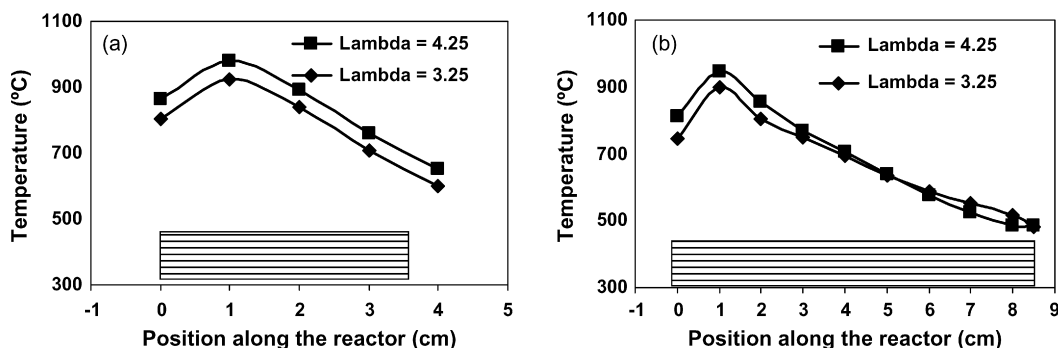 (a)
Lambda = 4.25
Lambda = 3.25
Temperature (ºC)
1100
900
700
500
300
-1 0 1 2 3 4 5
Position along the reactor (cm)
(b)
Lambda = 4.25
Lambda = 3.25
Temperature (ºC)
1100
900
700
500
300
-1 0 1 2 3 4 5 6 7 8 9
Position along the reactor (cm)